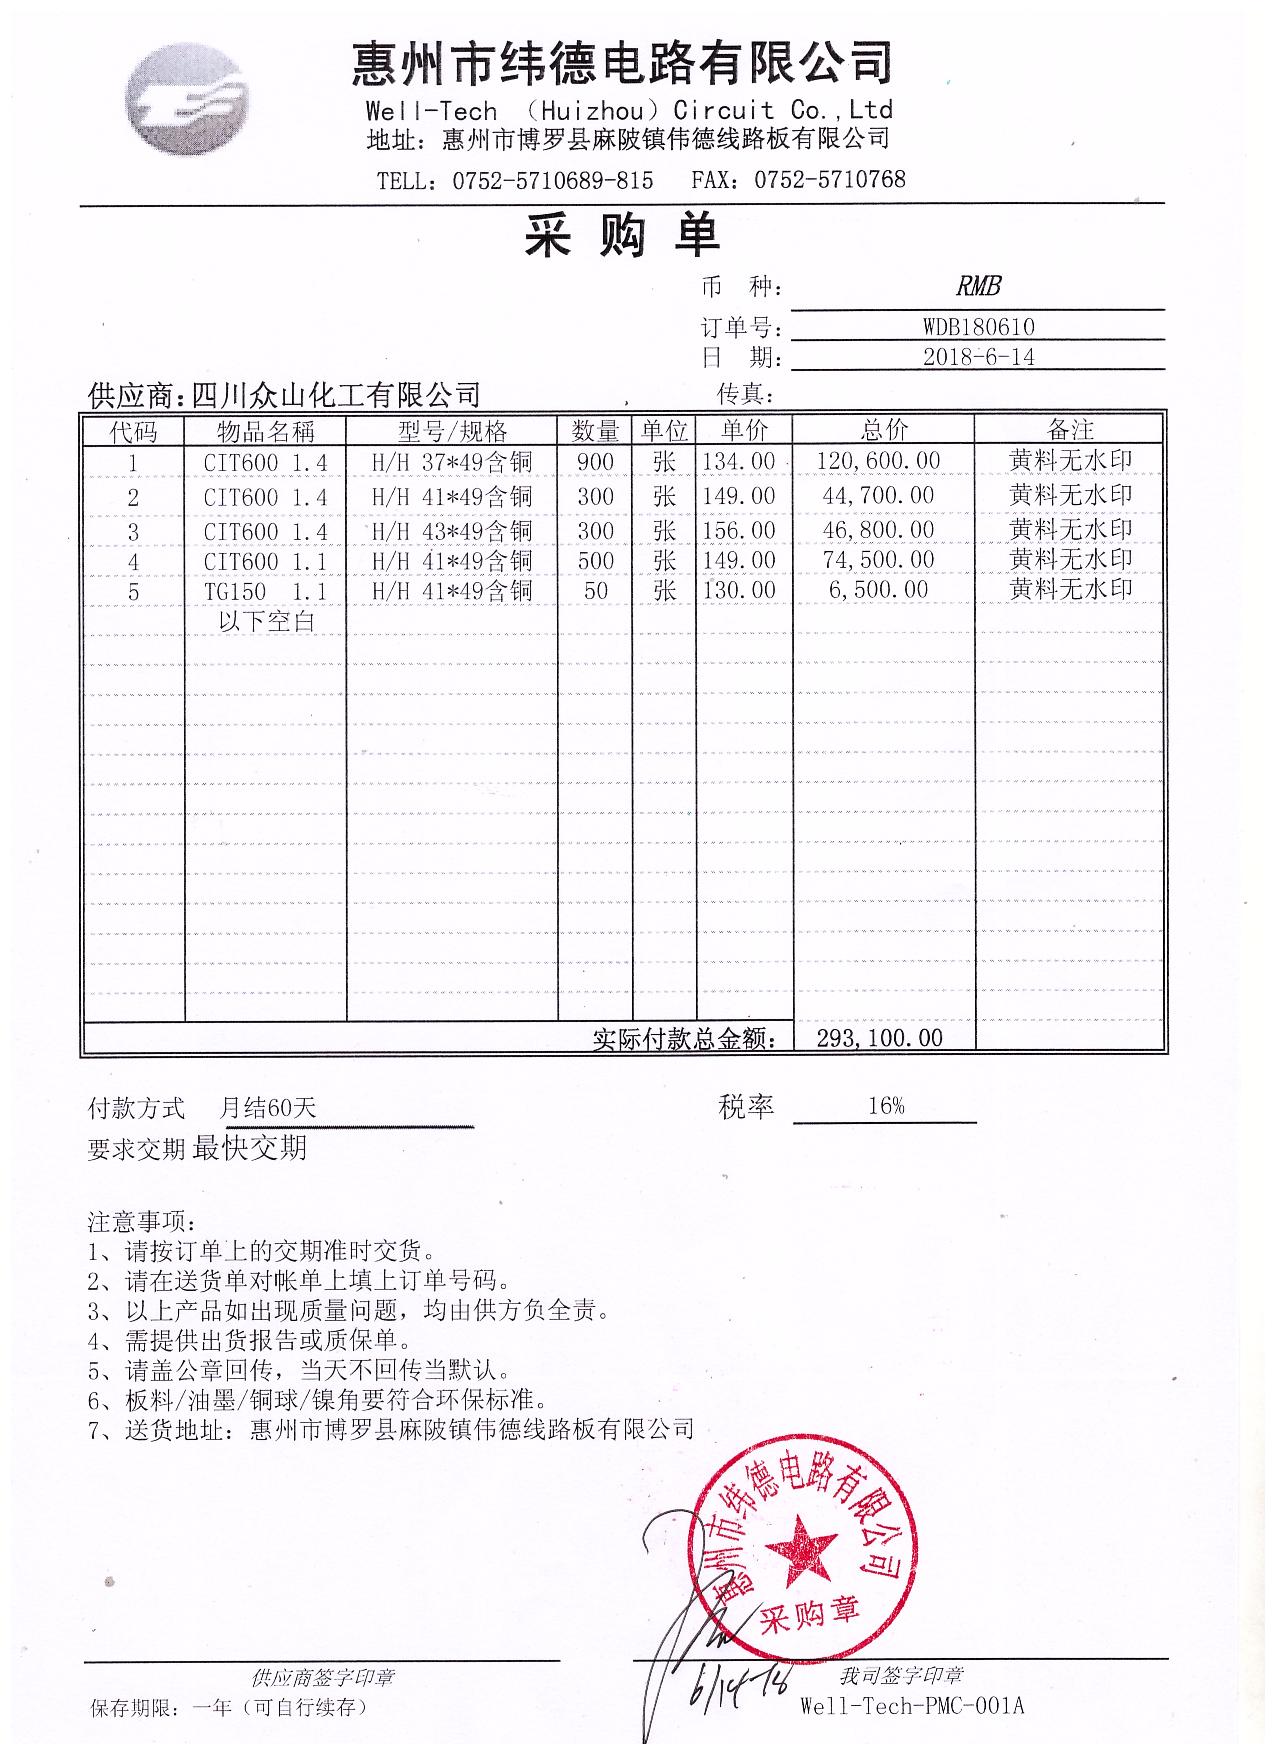 惠州市纬德电路有限公司
Well-Tech （Huizhou）Circuit Co.,Ltd
地址：惠州市博罗县麻陂镇伟德线路板有限公司
TELL：0752-5710689-815 FAX：0752-5710768
采 购 单
币 种： RMB
订单号： WDB180610
日 期： 2018-6-14
供应商：四川众山化工有限公司 传真：
代码 物品名稱 型号/规格 数量 单位 单价 总价 备注
1 CIT600 1.4 H/H 37*49含铜 900 张 134.00 120,600.00 黄料无水印
2 CIT600 1.4 H/H 41*49含铜 300 张 149.00 44,700.00 黄料无水印
3 CIT600 1.4 H/H 43*49含铜 300 张 156.00 46,800.00 黄料无水印
4 CIT600 1.1 H/H 41*49含铜 500 张 149.00 74,500.00 黄料无水印
5 TG150 1.1 H/H 41*49含铜 50 张 130.00 6,500.00 黄料无水印
以下空白
实际付款总金额： 293,100.00
付款方式 月结60天 税率 16%
要求交期 最快交期
注意事项：
1、请按订单上的交期准时交货。
2、请在送货单对帐单上填上订单号码。
3、以上产品如出现质量问题，均由供方负全责。
4、需提供出货报告或质保单。
5、请盖公章回传，当天不回传当默认。
6、板料/油墨/铜球/镍角要符合环保标准。
7、送货地址：惠州市博罗县麻陂镇伟德线路板有限公司
惠州市纬德电路有限公司
采购章
6/14-18
供应商签字印章 我司签字印章
保存期限：一年（可自行续存） Well-Tech-PMC-001A